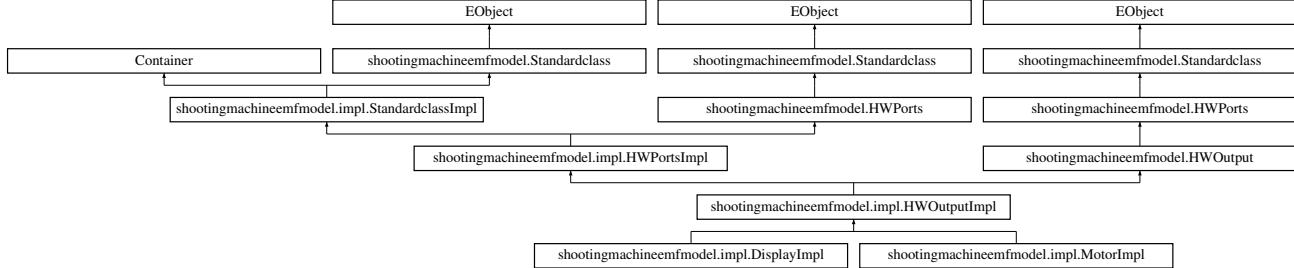 EObject
EObject
EObject
Container
shootingmachineemfmodel.Standardclass
shootingmachineemfmodel.Standardclass
shootingmachineemfmodel.Standardclass
shootingmachineemfmodel.impl.StandardclassImpl
shootingmachineemfmodel.HWPorts
shootingmachineemfmodel.HWPorts
shootingmachineemfmodel.impl.HWPortsImpl
shootingmachineemfmodel.HWOutput
shootingmachineemfmodel.impl.HWOutputImpl
shootingmachineemfmodel.impl.DisplayImpl
shootingmachineemfmodel.impl.MotorImpl